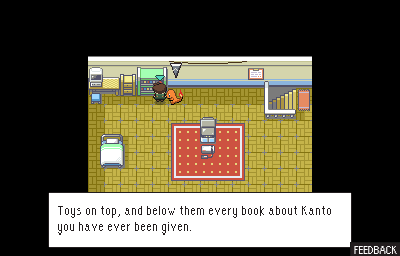 Toys on top, and below them every book about Kanto
you have ever been given.
FEEDBACK